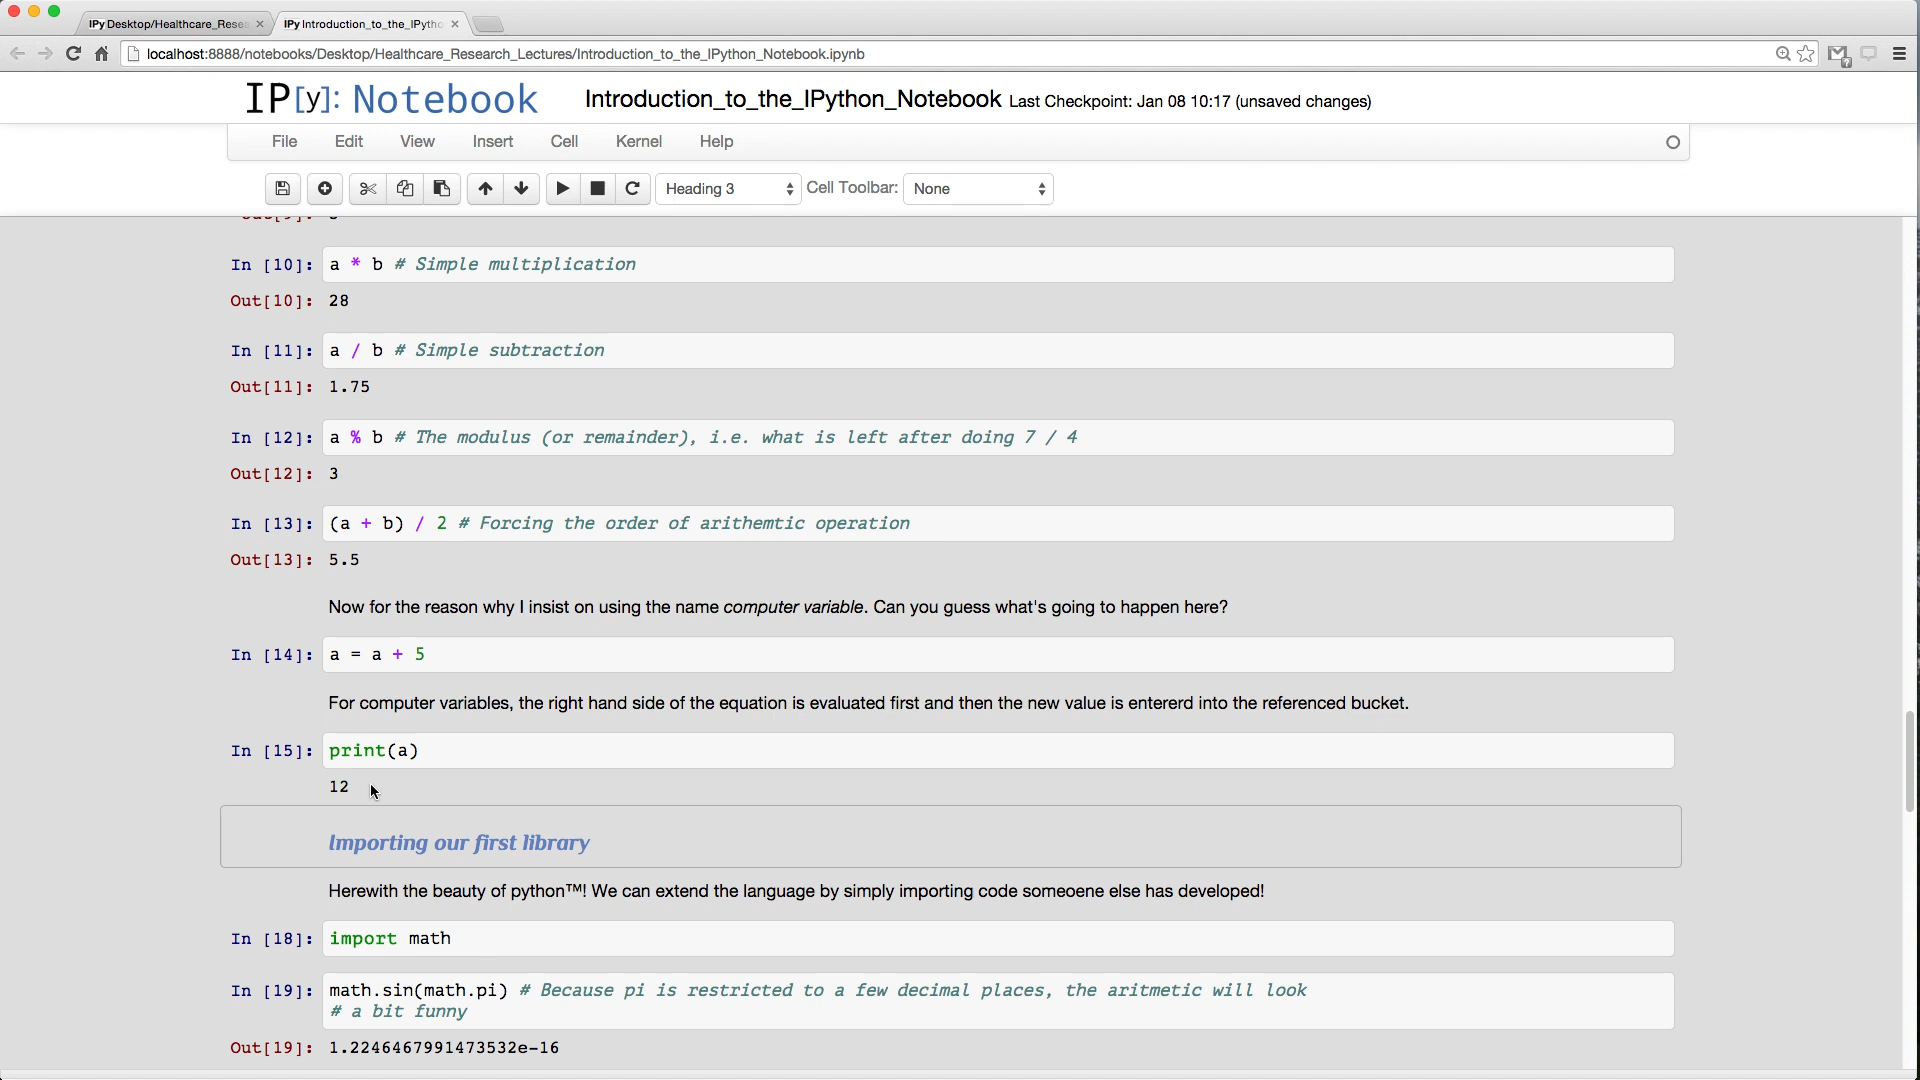 IPy Desktop/Healthcare_Resea
IPy Introduction_to_the_IPytho
localhost:8888/notebooks/Desktop/Healthcare_Research_Lectures/Introduction_to_the_IPython_Notebook.ipynb
IP[y]: Notebook Introduction_to_the_IPython_Notebook Last Checkpoint: Jan 08 10:17 (unsaved changes)
File Edit View Insert Cell Kernel Help
Heading 3 Cell Toolbar: None
In [10]: a * b # Simple multiplication
Out[10]: 28
In [11]: a / b # Simple subtraction
Out[11]: 1.75
In [12]: a % b # The modulus (or remainder), i.e. what is left after doing 7 / 4
Out[12]: 3
In [13]: (a + b) / 2 # Forcing the order of arithemtic operation
Out[13]: 5.5
Now for the reason why I insist on using the name computer variable. Can you guess what's going to happen here?
In [14]: a = a + 5
For computer variables, the right hand side of the equation is evaluated first and then the new value is entererd into the referenced bucket.
In [15]: print(a)
12
Importing our first library
Herewith the beauty of python™! We can extend the language by simply importing code someoene else has developed!
In [18]: import math
In [19]: math.sin(math.pi) # Because pi is restricted to a few decimal places, the aritmetic will look
# a bit funny
Out[19]: 1.2246467991473532e-16